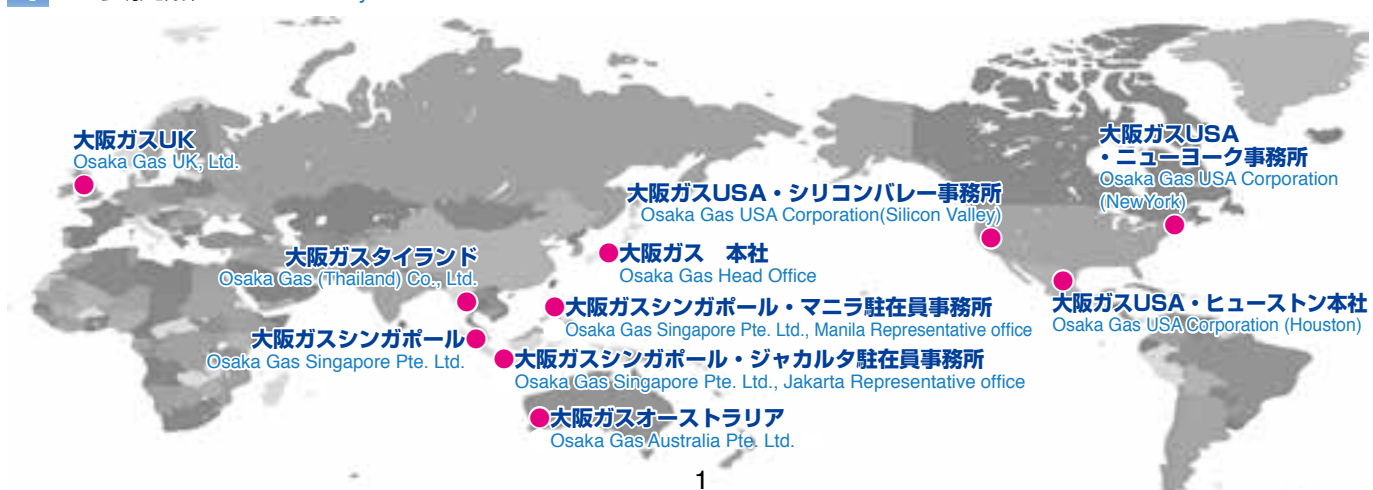 大阪ガスUK
Osaka Gas UK, Ltd.
大阪ガスUSA
・ニューヨーク事務所
Osaka Gas USA Corporation
(NewYork)
大阪ガスUSA・シリコンバレー事務所
Osaka Gas USA Corporation(Silicon Valley)
大阪ガス　本社
Osaka Gas Head Office
大阪ガスタイランド
Osaka Gas (Thailand) Co., Ltd.
大阪ガスUSA・ヒューストン本社
Osaka Gas USA Corporation (Houston)
大阪ガスシンガポール・マニラ駐在員事務所
Osaka Gas Singapore Pte. Ltd., Manila Representative office
大阪ガスシンガポール
Osaka Gas Singapore Pte. Ltd.
大阪ガスシンガポール・ジャカルタ駐在員事務所
Osaka Gas Singapore Pte. Ltd., Jakarta Representative office
大阪ガスオーストラリア
Osaka Gas Australia Pte. Ltd.
1